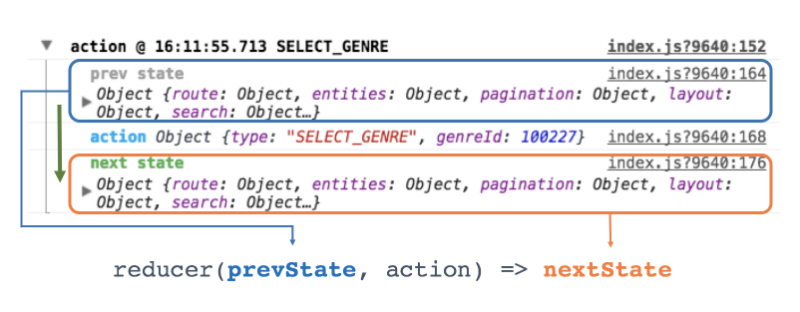 ▼ action @ 16:11:55.713 SELECT_GENRE index.js?9640:152
prev state index.js?9640:164
▶ Object {route: Object, entities: Object, pagination: Object, layout:
Object, search: Object…}
action Object {type: "SELECT_GENRE", genreId: 100227} index.js?9640:168
next state index.js?9640:176
▶ Object {route: Object, entities: Object, pagination: Object, layout:
Object, search: Object…}
reducer(prevState, action) => nextState